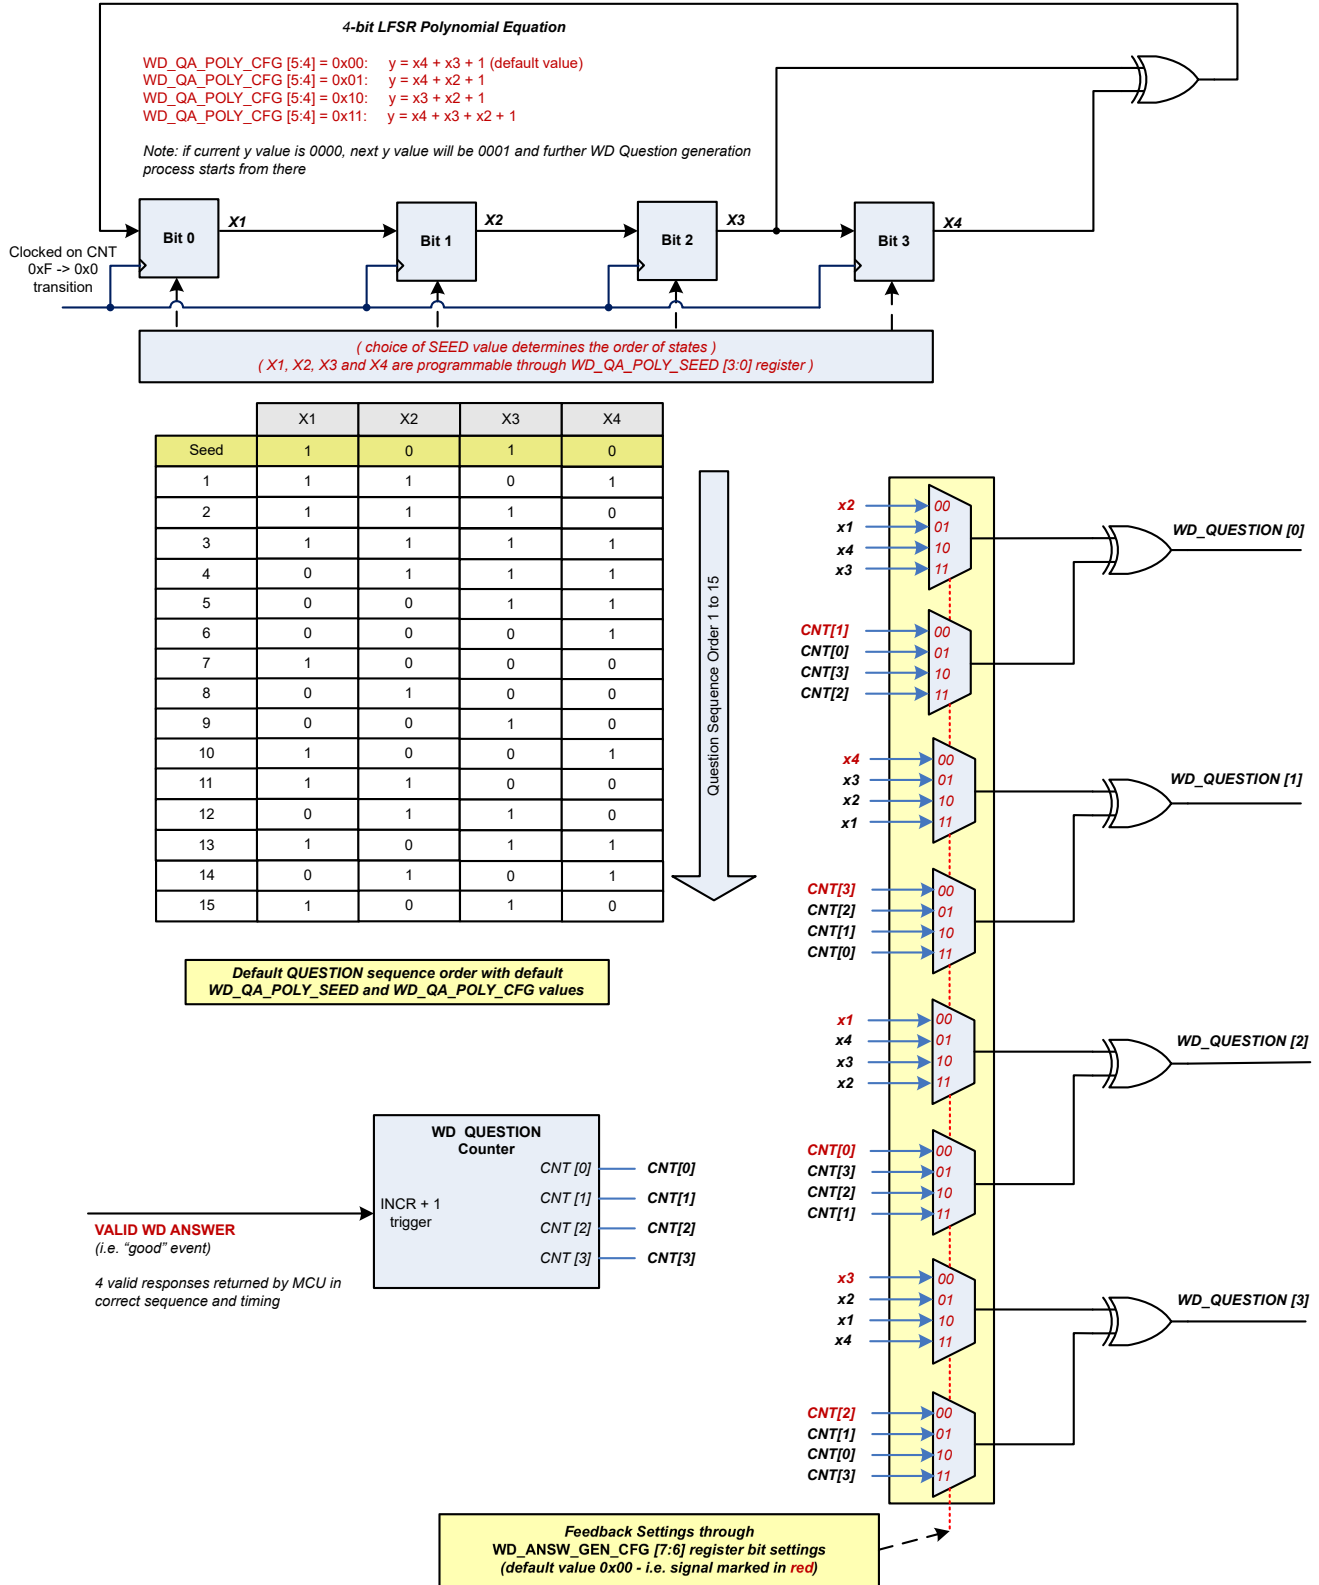 4-bit LFSR Polynomial Equation
WD_QA_POLY_CFG [5:4] = 0x00: y = x4 + x3 + 1 (default value)
WD_QA_POLY_CFG [5:4] = 0x01: y = x4 + x2 + 1
WD_QA_POLY_CFG [5:4] = 0x10: y = x3 + x2 + 1
WD_QA_POLY_CFG [5:4] = 0x11: y = x4 + x3 + x2 + 1
Note: if current y value is 0000, next y value will be 0001 and further WD Question generation
process starts from there
Bit 0
X1
Bit 1
X2
Bit 2
X3
Bit 3
X4
Clocked on CNT
0xF -> 0x0
transition
( choice of SEED value determines the order of states )
( X1, X2, X3 and X4 are programmable through WD_QA_POLY_SEED [3:0] register )
X1 X2 X3 X4
Seed 1 0 1 0
1 1 1 0 1
2 1 1 1 0
3 1 1 1 1
4 0 1 1 1
5 0 0 1 1
6 0 0 0 1
7 1 0 0 0
8 0 1 0 0
9 0 0 1 0
10 1 0 0 1
11 1 1 0 0
12 0 1 1 0
13 1 0 1 1
14 0 1 0 1
15 1 0 1 0
Question Sequence Order 1 to 15
Default QUESTION sequence order with default
WD_QA_POLY_SEED and WD_QA_POLY_CFG values
WD_QUESTION
Counter
INCR + 1
trigger
CNT [0] CNT[0]
CNT [1] CNT[1]
CNT [2] CNT[2]
CNT [3] CNT[3]
VALID WD ANSWER
(i.e. “good” event)
4 valid responses returned by MCU in
correct sequence and timing
x2 00
x1 01
x4 10
x3 11
WD_QUESTION [0]
CNT[1] 00
CNT[0] 01
CNT[3] 10
CNT[2] 11
x4 00
x3 01
x2 10
x1 11
WD_QUESTION [1]
CNT[3] 00
CNT[2] 01
CNT[1] 10
CNT[0] 11
x1 00
x4 01
x3 10
x2 11
WD_QUESTION [2]
CNT[0] 00
CNT[3] 01
CNT[2] 10
CNT[1] 11
x3 00
x2 01
x1 10
x4 11
WD_QUESTION [3]
CNT[2] 00
CNT[1] 01
CNT[0] 10
CNT[3] 11
Feedback Settings through
WD_ANSW_GEN_CFG [7:6] register bit settings
(default value 0x00 - i.e. signal marked in red)